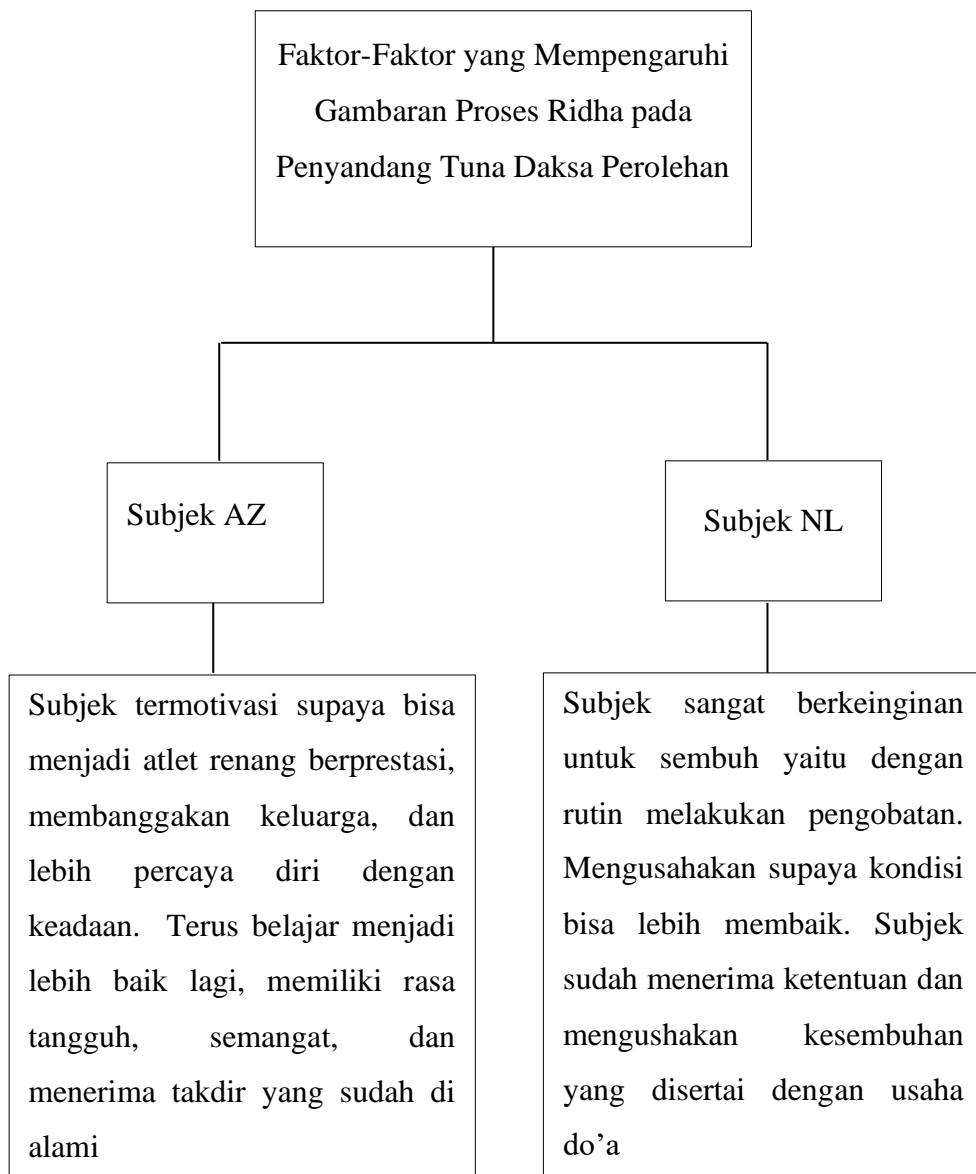 Faktor-Faktor yang Mempengaruhi
Gambaran Proses Ridha pada
Penyandang Tuna Daksa Perolehan
Subjek AZ
Subjek NL
Subjek termotivasi supaya bisa
menjadi atlet renang berprestasi,
membanggakan keluarga, dan
lebih percaya diri dengan
keadaan. Terus belajar menjadi
lebih baik lagi, memiliki rasa
tangguh, semangat, dan
menerima takdir yang sudah di
alami
Subjek sangat berkeinginan
untuk sembuh yaitu dengan
rutin melakukan pengobatan.
Mengusahakan supaya kondisi
bisa lebih membaik. Subjek
sudah menerima ketentuan dan
mengushakan kesembuhan
yang disertai dengan usaha
do’a